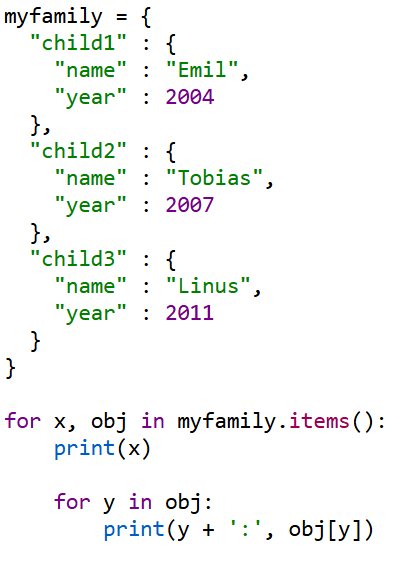 myfamily = {
  "child1" : {
    "name" : "Emil",
    "year" : 2004
  },
  "child2" : {
    "name" : "Tobias",
    "year" : 2007
  },
  "child3" : {
    "name" : "Linus",
    "year" : 2011
  }
}

for x, obj in myfamily.items():
    print(x)

    for y in obj:
        print(y + ':', obj[y])